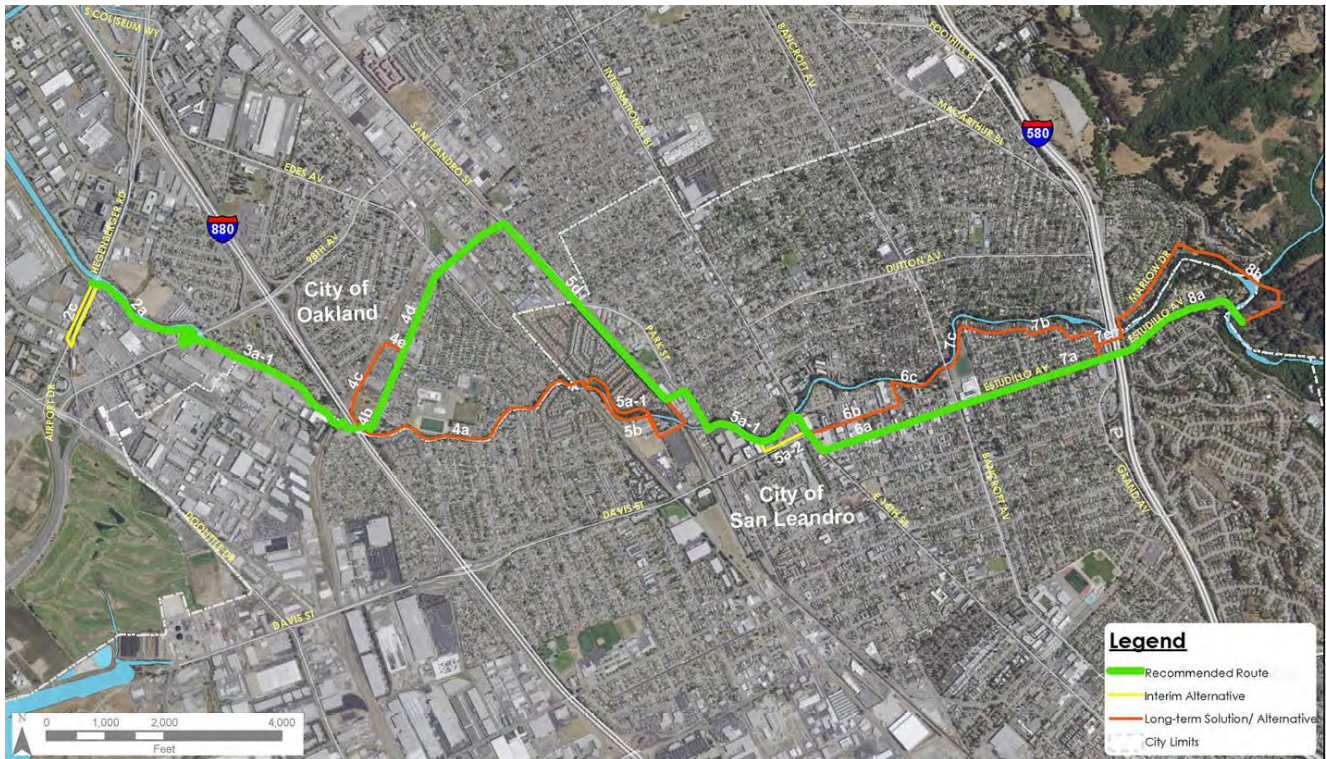 S COLISEUM WY
HEGENBERGER RD
EDES AV
98TH AV
SAN LEANDRO ST
INTERNATIONAL BL
BANCROFT AV
FOOTHILL BL
MACARTHUR BL
580
880
City of
Oakland
2c
2a
3a-1
4c
4e
4d
4b
4a
5d
PARK ST
DUTTON AV
MARLOW DR
8b
8a
ESTUDILLO AV
7b
7a
ESTUDILLO AV
6c
6b
6a
5a-1
5b
5a-1
5a-2
City of
San Leandro
DAVIS ST
E 14TH ST
BANCROFT AV
GRAND AV
AIRPORT DR
DOOLITTLE DR
DAVIS ST
Legend
Recommended Route
Interim Alternative
Long-term Solution/ Alternative
City Limits
N
0 1,000 2,000 4,000
Feet